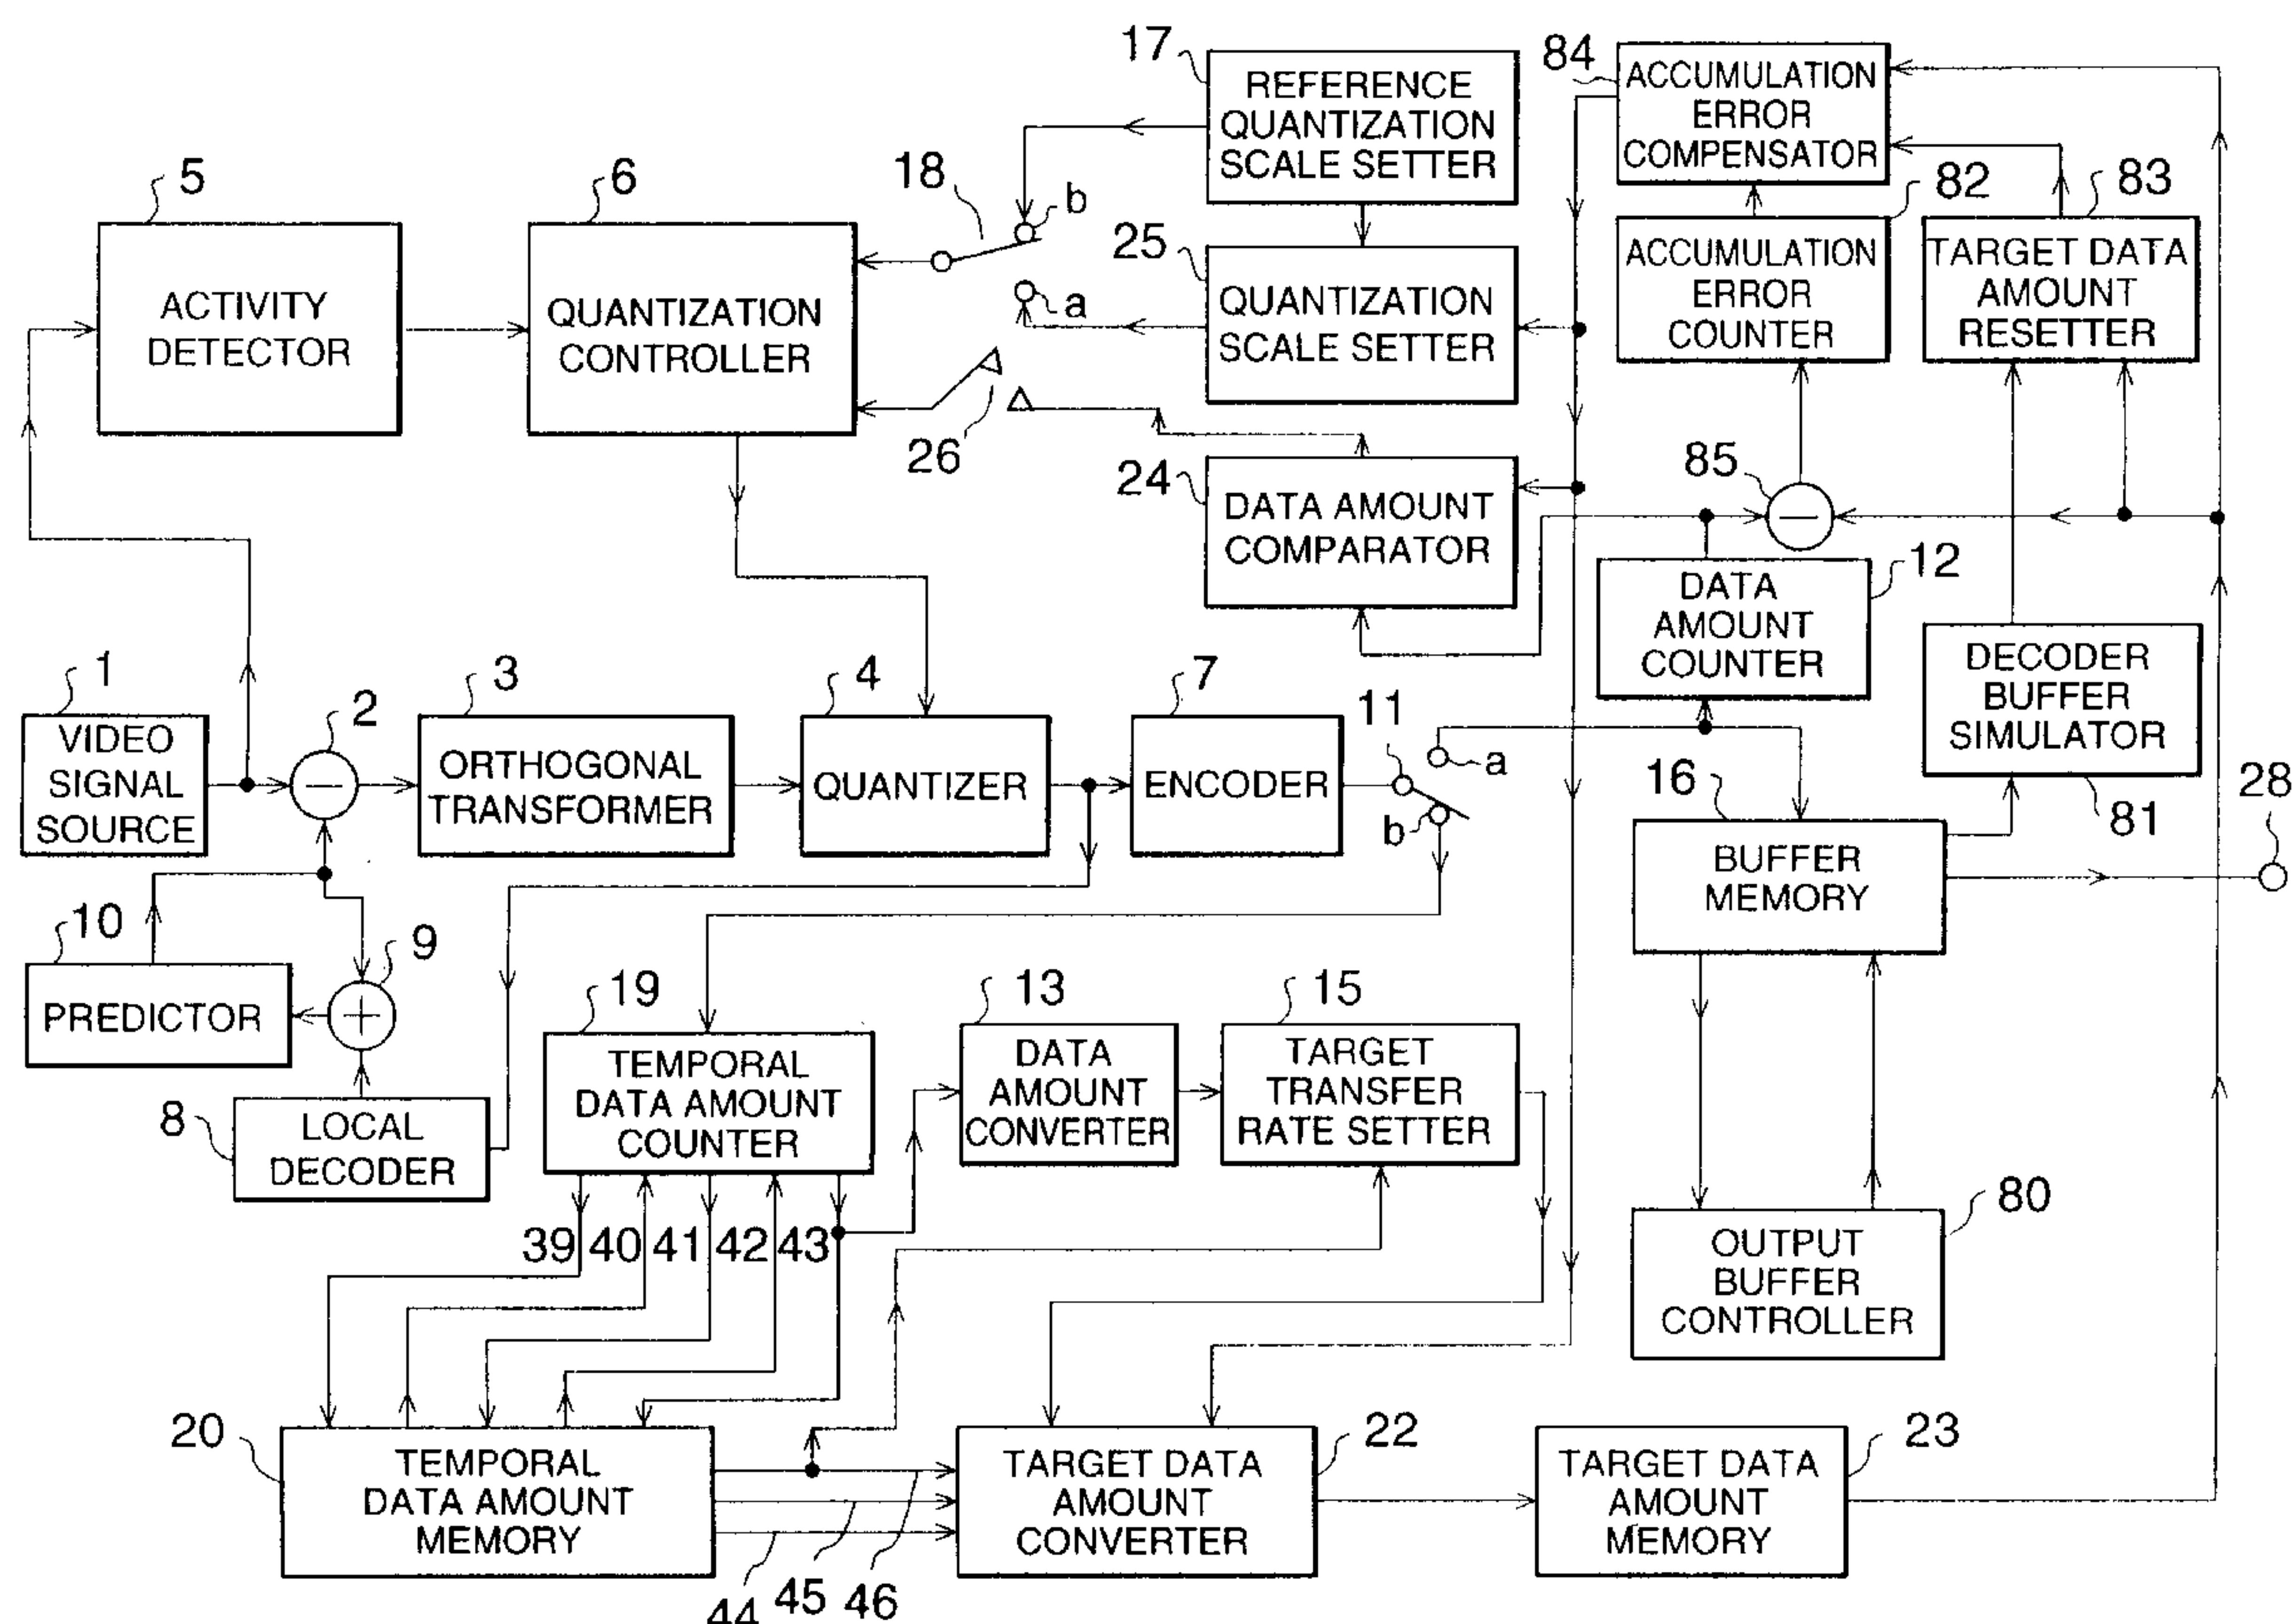 17
REFERENCE
QUANTIZATION
SCALE SETTER
84
ACCUMULATION
ERROR
COMPENSATOR
5
ACTIVITY
DETECTOR
6
QUANTIZATION
CONTROLLER
18
b
a
26
25
QUANTIZATION
SCALE SETTER
82
ACCUMULATION
ERROR
COUNTER
83
TARGET DATA
AMOUNT
RESETTER
24
DATA AMOUNT
COMPARATOR
85
−
12
DATA
AMOUNT
COUNTER
DECODER
BUFFER
SIMULATOR
81
1
VIDEO
SIGNAL
SOURCE
2
−
3
ORTHOGONAL
TRANSFORMER
4
QUANTIZER
7
ENCODER
11
a
b
16
BUFFER
MEMORY
28
10
PREDICTOR
9
+
8
LOCAL
DECODER
19
TEMPORAL
DATA AMOUNT
COUNTER
13
DATA
AMOUNT
CONVERTER
15
TARGET
TRANSFER
RATE SETTER
80
OUTPUT
BUFFER
CONTROLLER
39
40
41
42
43
20
TEMPORAL
DATA AMOUNT
MEMORY
44
45
46
22
TARGET DATA
AMOUNT
CONVERTER
23
TARGET DATA
AMOUNT
MEMORY